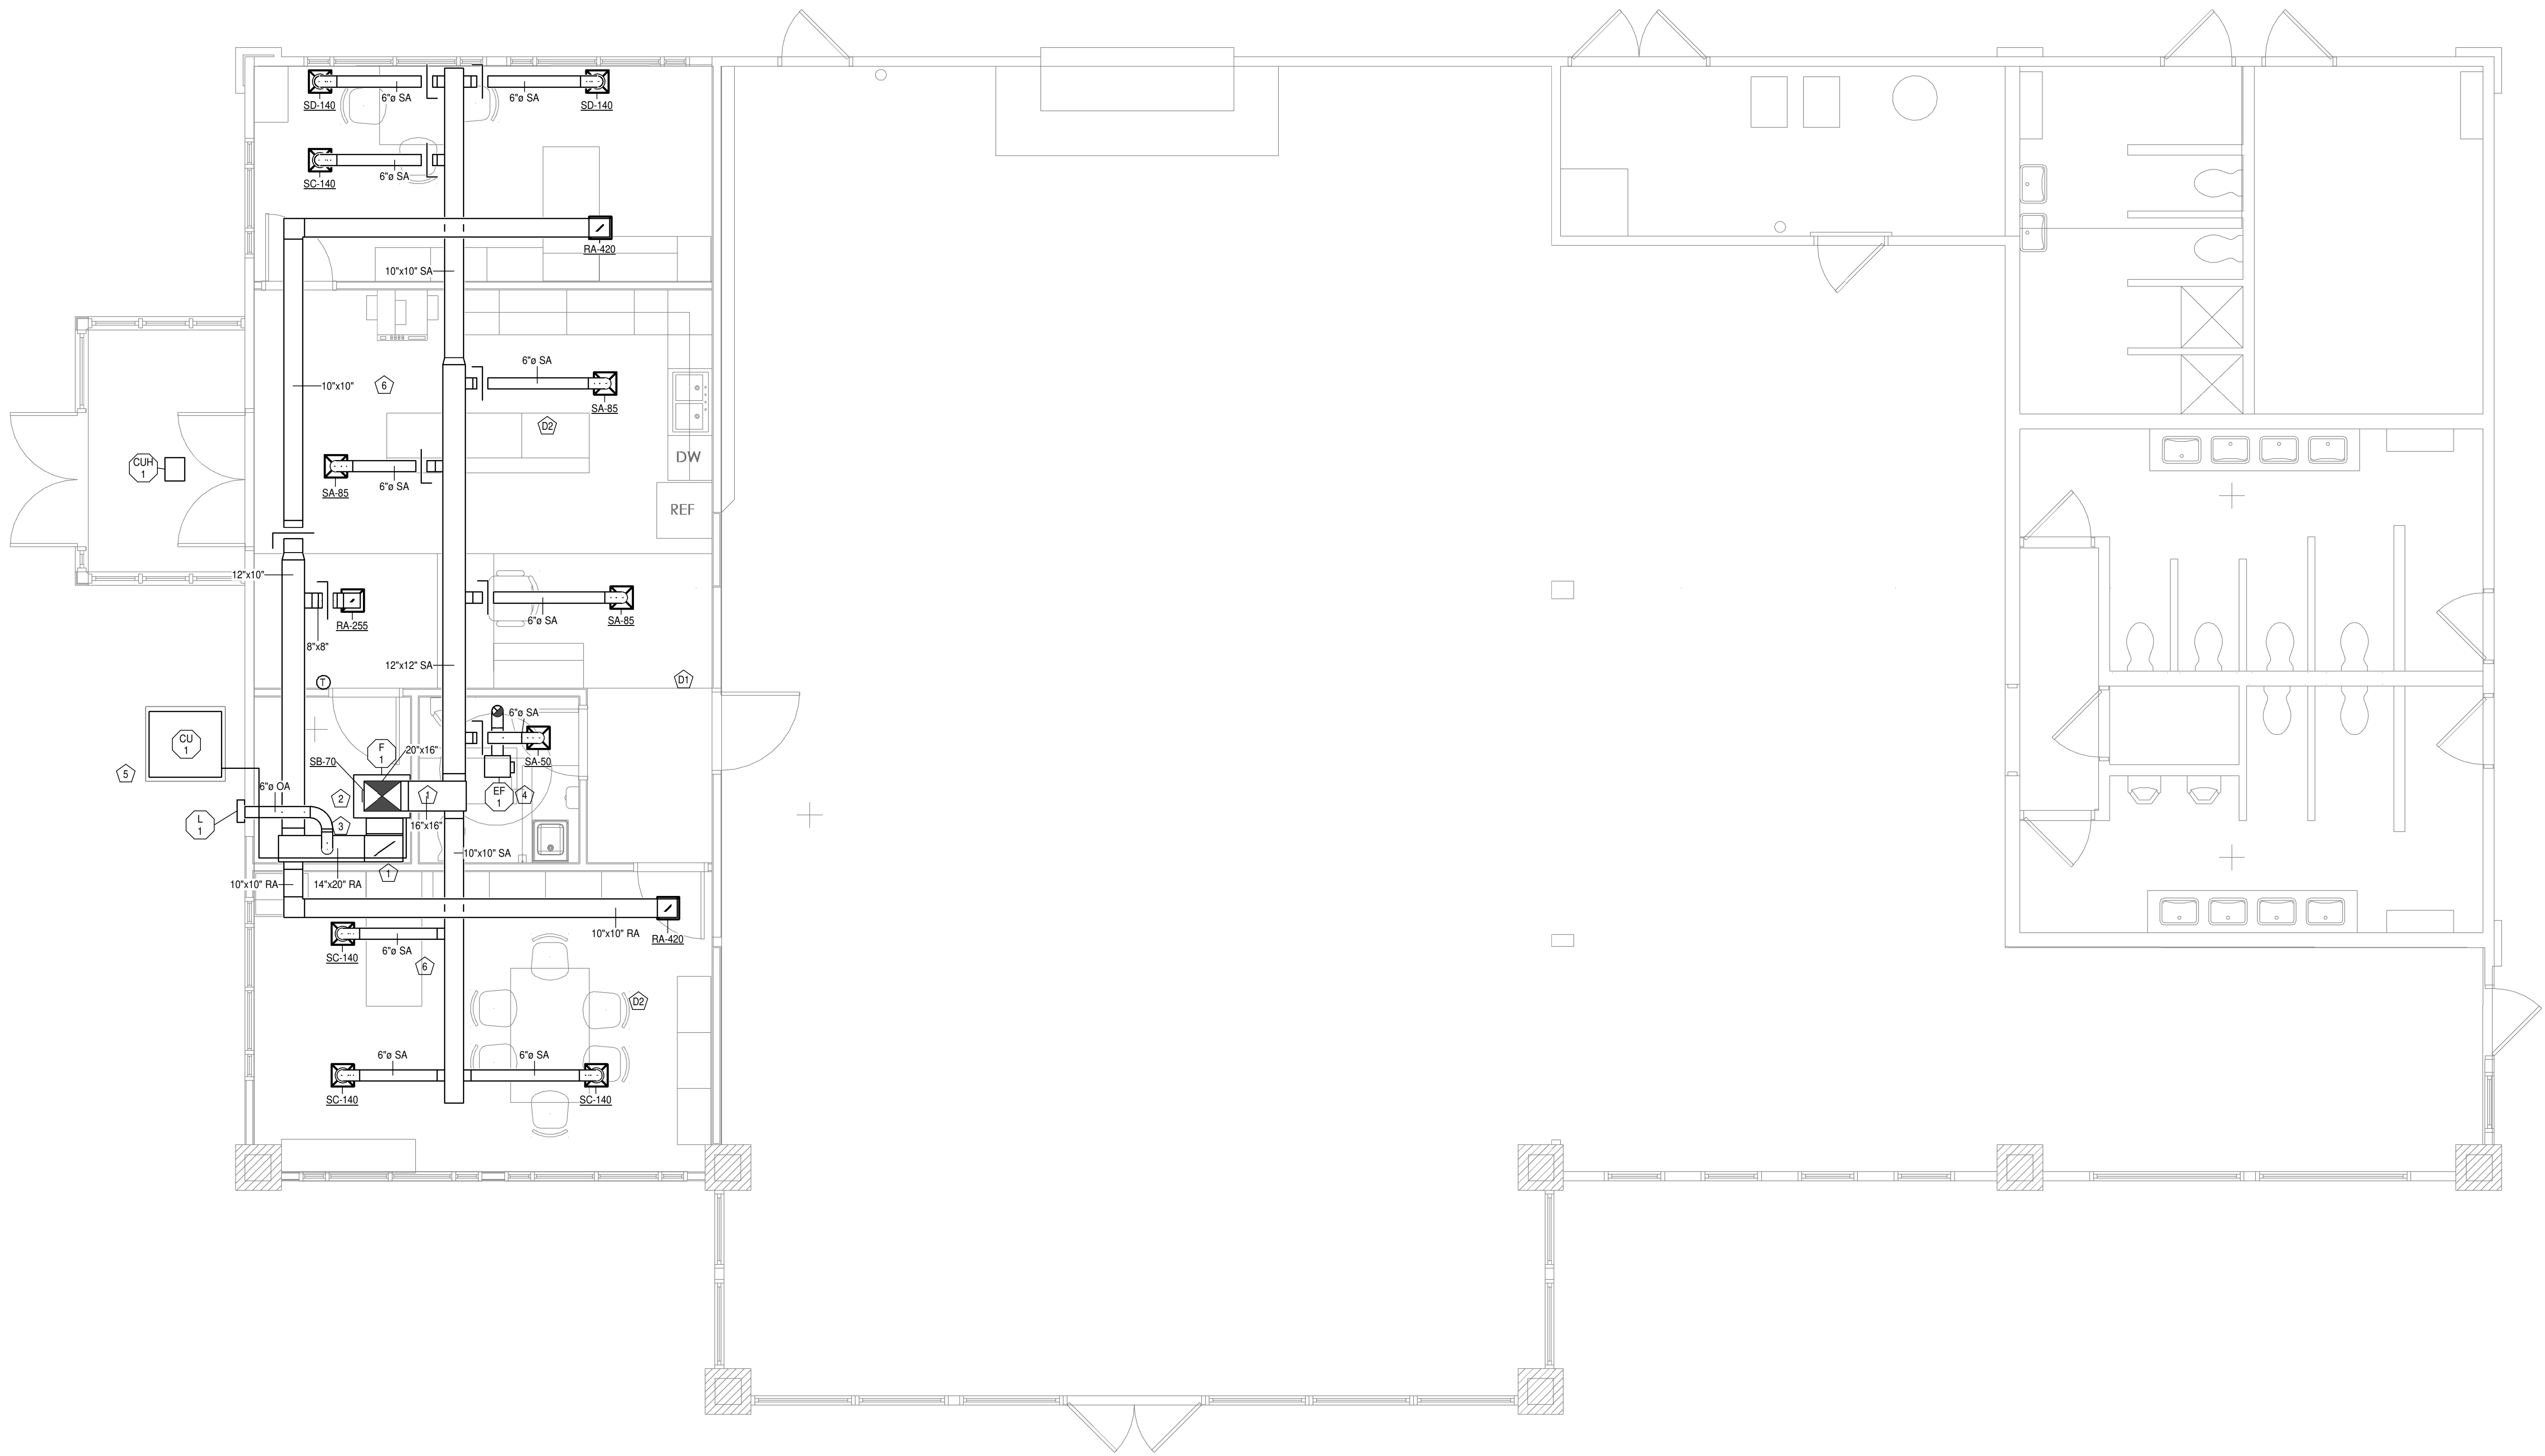 6"ø SA
6"ø SA
SD-140
SD-140
6"ø SA
SC-140
RA-420
10"x10" SA
6"ø SA
10"x10"
6
SA-85
D2
DW
CUH
1
6"ø SA
SA-85
REF
12"x10"
6"ø SA
SA-85
RA-255
8"x8"
12"x12" SA
T
D1
6"ø SA
CU
1
F
1
20"x16"
SB-70
SA-50
5
6"ø OA
2
1
EF
1
4
L
1
3
16"x16"
10"x10" SA
1
10"x10" RA
14"x20" RA
10"x10" RA
RA-420
6"ø SA
SC-140
6
D2
6"ø SA
6"ø SA
SC-140
SC-140